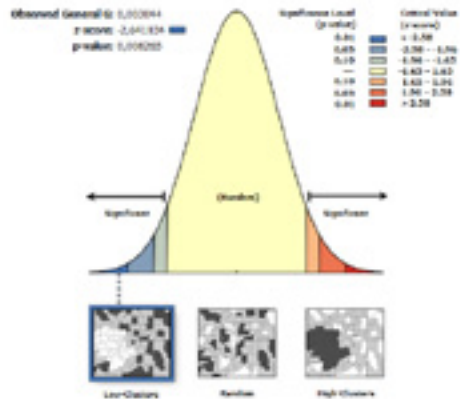 Observed General G: 0,003044
z-score: -2,641834
p-value: 0,008265
Significance Level
(p-value)
Critical Value
(z-score)
0.01 < -2.58
0.05 -2.58 - -1.96
0.10 -1.96 - -1.65
— -1.65 - 1.65
0.10 1.65 - 1.96
0.05 1.96 - 2.58
0.01 > 2.58
(Random)
Significant
Significant
Low-Clusters
Random
High-Clusters